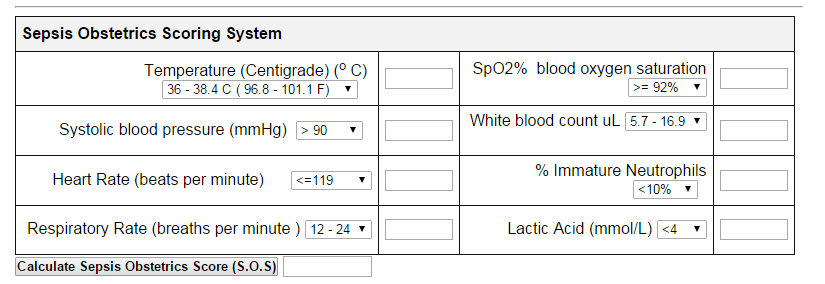 Sepsis Obstetrics Scoring System
Temperature (Centigrade) (º C)
36 - 38.4 C ( 96.8 - 101.1 F)
SpO2% blood oxygen saturation
>= 92%
Systolic blood pressure (mmHg) > 90
White blood count uL 5.7 - 16.9
Heart Rate (beats per minute) <=119
% Immature Neutrophils
<10%
Respiratory Rate (breaths per minute ) 12 - 24
Lactic Acid (mmol/L) <4
Calculate Sepsis Obstetrics Score (S.O.S)